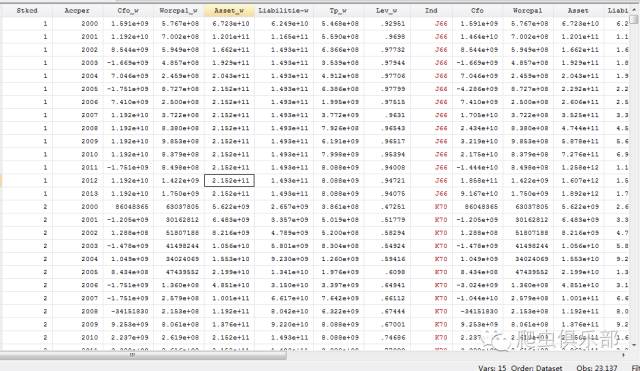 Stkcd Accper Cfo_w Worcpal_w Asset_w Liabilitie~w Tp_w Lev_w Ind Cfo Worcpal Asset Liabi
1 2000 1.591e+09 5.767e+08 6.723e+10 6.249e+10 5.468e+08 .92951 J66 1.591e+09 5.767e+08 6.723e+10 6.2
1 2001 1.192e+10 7.002e+08 1.201e+11 1.165e+11 5.590e+08 .9698 J66 1.464e+10 7.002e+08 1.201e+11 1.1
1 2002 8.544e+09 5.949e+08 1.662e+11 1.493e+11 6.366e+08 .97732 J66 8.544e+09 5.949e+08 1.662e+11 1.6
1 2003 -1.669e+09 4.857e+08 1.929e+11 1.493e+11 3.379e+08 .97944 J66 -1.669e+09 4.857e+08 1.929e+11 1.8
1 2004 7.046e+09 2.459e+08 2.043e+11 1.493e+11 4.912e+08 .97706 J66 7.046e+09 2.459e+08 2.043e+11 1.9
1 2005 -1.751e+09 8.727e+08 2.152e+11 1.493e+11 6.386e+08 .97799 J66 -4.286e+09 8.727e+08 2.292e+11 2.2
1 2006 7.410e+09 2.500e+08 2.152e+11 1.493e+11 1.995e+09 .97515 J66 7.410e+09 2.500e+08 2.606e+11 2.5
1 2007 1.192e+10 3.722e+08 2.152e+11 1.493e+11 3.772e+09 .9631 J66 1.705e+10 3.722e+08 3.525e+11 3.3
1 2008 1.192e+10 8.380e+08 2.152e+11 1.493e+11 7.926e+09 .96543 J66 2.434e+10 8.380e+08 4.744e+11 4.5
1 2009 1.192e+10 9.853e+08 2.152e+11 1.493e+11 6.191e+09 .96517 J66 3.219e+10 9.853e+08 5.878e+11 5.6
1 2010 1.192e+10 8.379e+08 2.152e+11 1.493e+11 7.998e+09 .95394 J66 2.175e+10 8.379e+08 7.276e+11 6.9
1 2011 -1.751e+09 8.498e+08 2.152e+11 1.493e+11 8.088e+09 .94008 J66 -1.444e+10 8.498e+08 1.258e+12 1.1
1 2012 1.192e+10 1.422e+09 2.152e+11 1.493e+11 8.088e+09 .94721 J66 1.858e+11 1.422e+09 1.607e+12 1.5
1 2013 1.192e+10 1.750e+09 2.152e+11 1.493e+11 8.088e+09 .94075 J66 9.167e+10 1.750e+09 1.892e+12 1.7
2 2000 86048365 63037805 5.622e+09 2.657e+09 3.861e+08 .47251 K70 86048365 63037805 5.622e+09 2.6
2 2001 -1.205e+09 30162812 6.483e+09 3.357e+09 5.019e+08 .51779 K70 -1.205e+09 30162812 6.483e+09 3.3
2 2002 1.288e+08 51807188 8.216e+09 4.789e+09 5.200e+08 .58294 K70 1.288e+08 51807188 8.216e+09 4.7
2 2003 -1.478e+09 41498244 1.056e+10 5.801e+09 8.304e+08 .54924 K70 -1.478e+09 41498244 1.056e+10 5.8
2 2004 1.049e+09 34024069 1.553e+10 9.230e+09 1.260e+09 .59416 K70 1.049e+09 34024069 1.553e+10 9.2
2 2005 8.434e+08 47439552 2.199e+10 1.341e+10 1.976e+09 .6098 K70 8.434e+08 47439552 2.199e+10 1.3
2 2006 -1.751e+09 1.360e+08 4.851e+10 3.150e+10 3.397e+09 .64941 K70 -3.024e+09 1.360e+08 4.851e+10 3.1
2 2007 -1.751e+09 2.579e+08 1.001e+11 6.617e+10 7.642e+09 .66112 K70 -1.044e+10 2.579e+08 1.001e+11 6.6
2 2008 -34151830 2.153e+08 1.192e+11 8.042e+10 6.322e+09 .67444 K70 -34151830 2.153e+08 1.192e+11 8.0
2 2009 9.253e+09 8.061e+08 1.376e+11 9.220e+10 8.088e+09 .67001 K70 9.253e+09 8.061e+08 1.376e+11 9.2
2 2010 2.237e+09
爬虫俱乐部
Vars: 15 Order: Dataset Obs: 23,137